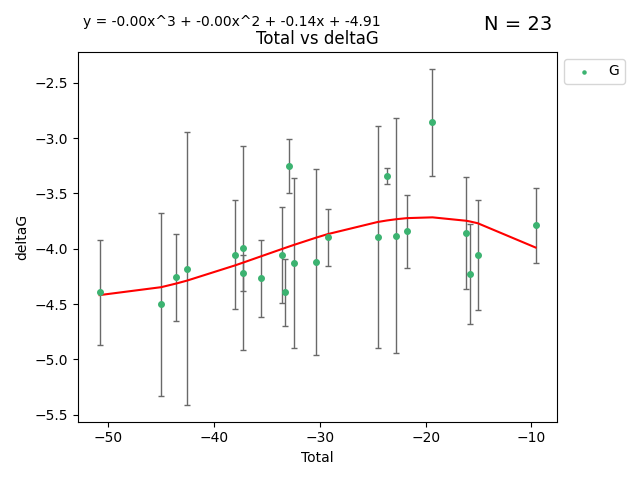 y = -0.00x^3 + -0.00x^2 + -0.14x + -4.91
N = 23
Total vs deltaG
G
deltaG
−2.5
−3.0
−3.5
−4.0
−4.5
−5.0
−5.5
−50
−40
−30
−20
−10
Total